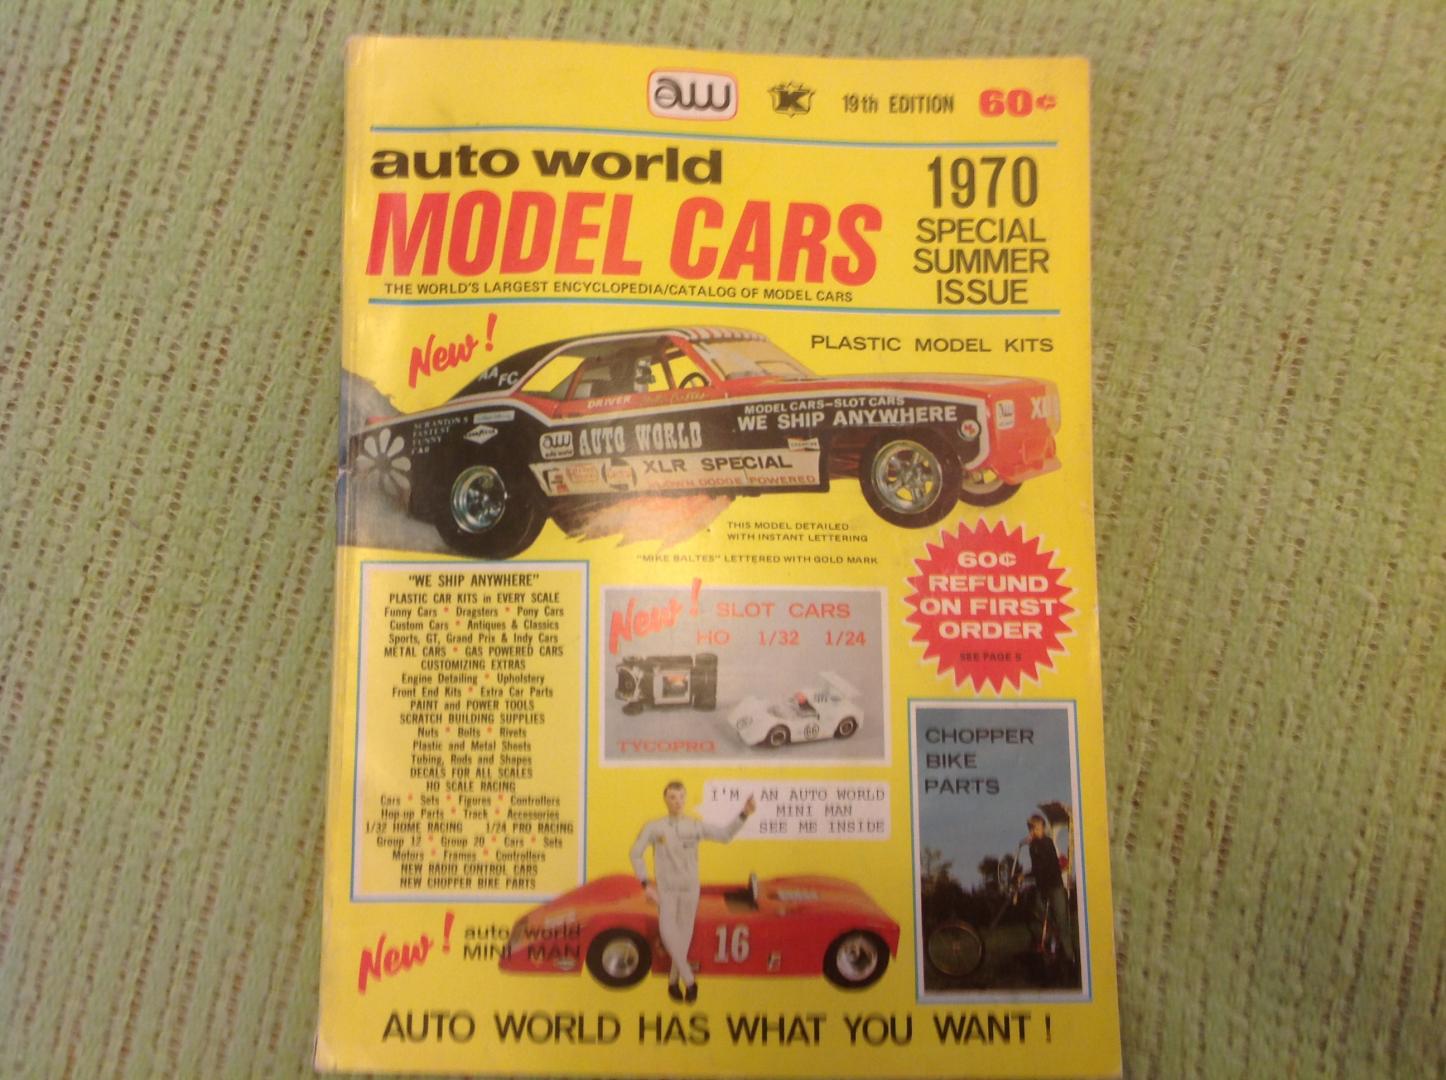 aw K 19th EDITION 60¢
auto world
MODEL CARS
THE WORLD'S LARGEST ENCYCLOPEDIA/CATALOG OF MODEL CARS
1970
SPECIAL
SUMMER
ISSUE
New!
PLASTIC MODEL KITS
AA/FC
DRIVER
SCRANTON'S
FASTEST
FUNNY
CAR
MODEL CARS-SLOT CARS
WE SHIP ANYWHERE
aw AUTO WORLD
XLR SPECIAL
BLOWN DODGE POWERED
THIS MODEL DETAILED
WITH INSTANT LETTERING
"MIKE BALTES" LETTERED WITH GOLD MARK
60¢
REFUND
ON FIRST
ORDER
SEE PAGE 5
"WE SHIP ANYWHERE"
PLASTIC CAR KITS in EVERY SCALE
Funny Cars * Dragsters * Pony Cars
Custom Cars * Antiques & Classics
Sports, GT, Grand Prix & Indy Cars
METAL CARS * GAS POWERED CARS
CUSTOMIZING EXTRAS
Engine Detailing * Upholstery
Front End Kits * Extra Car Parts
PAINT and POWER TOOLS
SCRATCH BUILDING SUPPLIES
Nuts * Bolts * Rivets
Plastic and Metal Sheets
Tubing, Rods and Shapes
DECALS FOR ALL SCALES
HO SCALE RACING
Cars * Sets * Figures * Controllers
Hop-up Parts * Track * Accessories
1/32 HOME RACING 1/24 PRO RACING
Group 12 * Group 20 * Cars * Sets
Motors * Frames * Controllers
NEW RADIO CONTROL CARS
NEW CHOPPER BIKE PARTS
New! SLOT CARS
HO 1/32 1/24
66
TYCOPRO
CHOPPER
BIKE
PARTS
I'M AN AUTO WORLD
MINI MAN
SEE ME INSIDE
New! auto world
MINI MAN
16
AUTO WORLD HAS WHAT YOU WANT!